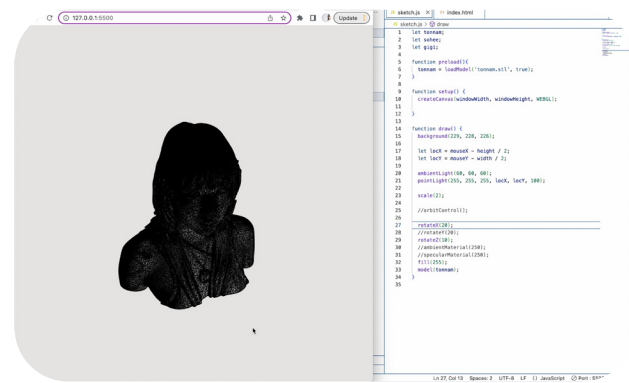 127.0.0.1:5500
Update
sketch.js
index.html
sketch.js > draw
1 let tonnam;
2 let sohee;
3 let gigi;
4
5 function preload(){
6 tonnam = loadModel('tonnam.stl', true);
7 }
8
9 function setup() {
10 createCanvas(windowWidth, windowHeight, WEBGL);
11
12 }
13
14 function draw() {
15 background(229, 228, 226);
16
17 let locX = mouseX - height / 2;
18 let locY = mouseY - width / 2;
19
20 ambientLight(60, 60, 60);
21 pointLight(255, 255, 255, locX, locY, 100);
22
23 scale(2);
24
25 //orbitControl();
26
27 rotateX(20);
28 //rotateY(20);
29 rotateZ(10);
30 //ambientMaterial(250);
31 //specularMaterial(250);
32 fill(255);
33 model(tonnam);
34 }
35
Ln 27, Col 13 Spaces: 2 UTF-8 LF {} JavaScript Port :